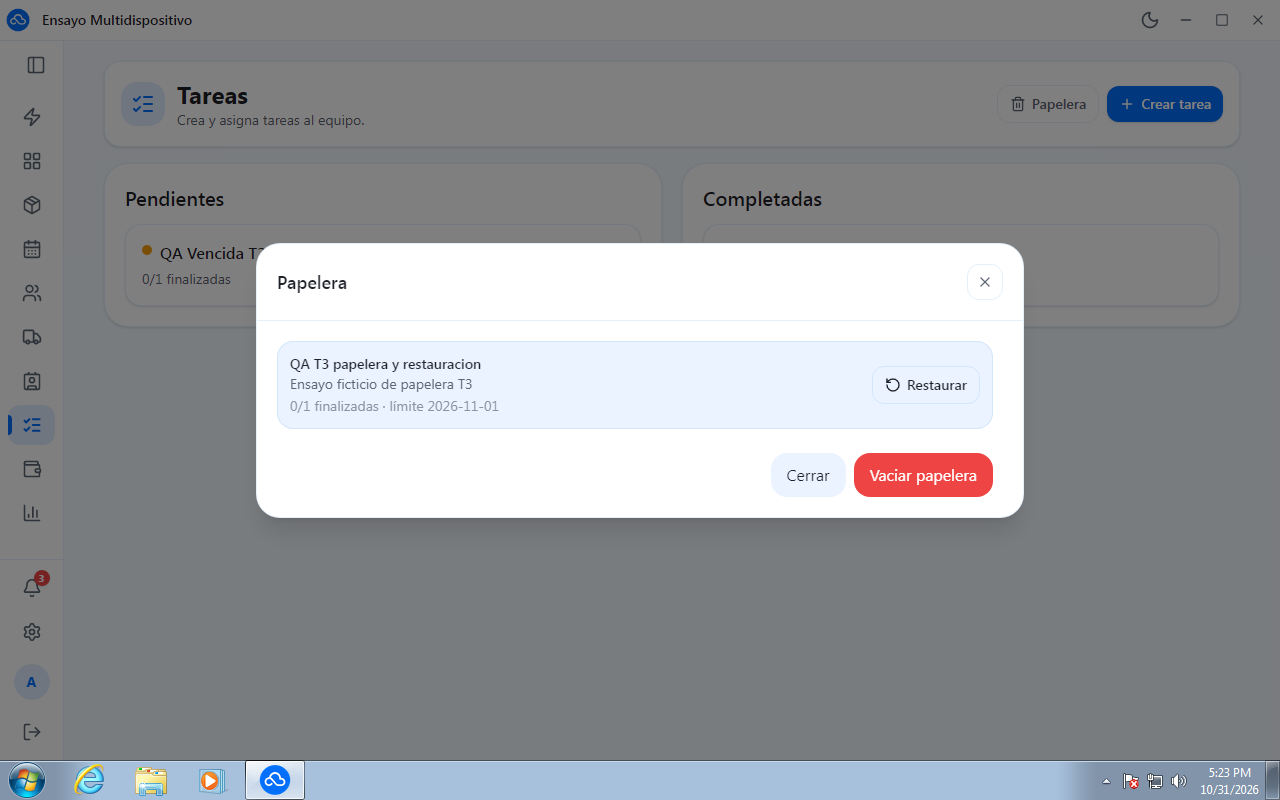 Ensayo Multidispositivo
Tareas
Crea y asigna tareas al equipo.
Papelera
Crear tarea
Pendientes
Completadas
QA Vencida T3
0/1 finalizadas
Papelera
QA T3 papelera y restauracion
Ensayo ficticio de papelera T3
0/1 finalizadas · límite 2026-11-01
Restaurar
Cerrar
Vaciar papelera
3
A
5:23 PM
10/31/2026